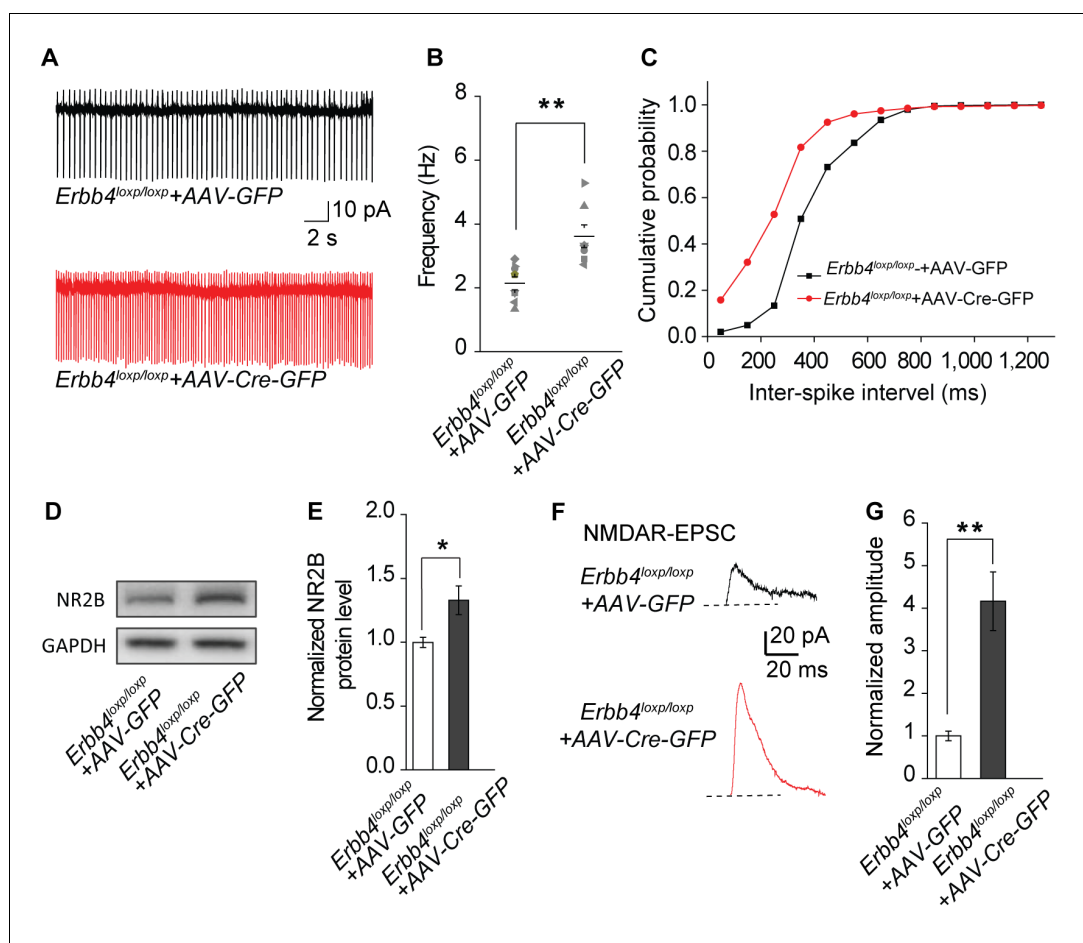 A
Erbb4loxp/loxp+AAV-GFP
10 pA
2 s
Erbb4loxp/loxp+AAV-Cre-GFP
B
**
8
6
4
2
0
Frequency (Hz)
Erbb4loxp/loxp
+AAV-GFP
Erbb4loxp/loxp
+AAV-Cre-GFP
C
1.0
0.8
0.6
0.4
0.2
0.0
Cumulative probability
Erbb4loxp/loxp-+AAV-GFP
Erbb4loxp/loxp+AAV-Cre-GFP
0 200 400 600 800 1,000 1,200
Inter-spike intervel (ms)
D
NR2B
GAPDH
Erbb4loxp/loxp
+AAV-GFP
Erbb4loxp/loxp
+AAV-Cre-GFP
E
2.0
1.5
1.0
0.5
0.0
*
Normalized NR2B
protein level
Erbb4loxp/loxp
+AAV-GFP
Erbb4loxp/loxp
+AAV-Cre-GFP
F
NMDAR-EPSC
Erbb4loxp/loxp
+AAV-GFP
20 pA
20 ms
Erbb4loxp/loxp
+AAV-Cre-GFP
G
6
5
4
3
2
1
0
**
Normalized amplitude
Erbb4loxp/loxp
+AAV-GFP
Erbb4loxp/loxp
+AAV-Cre-GFP